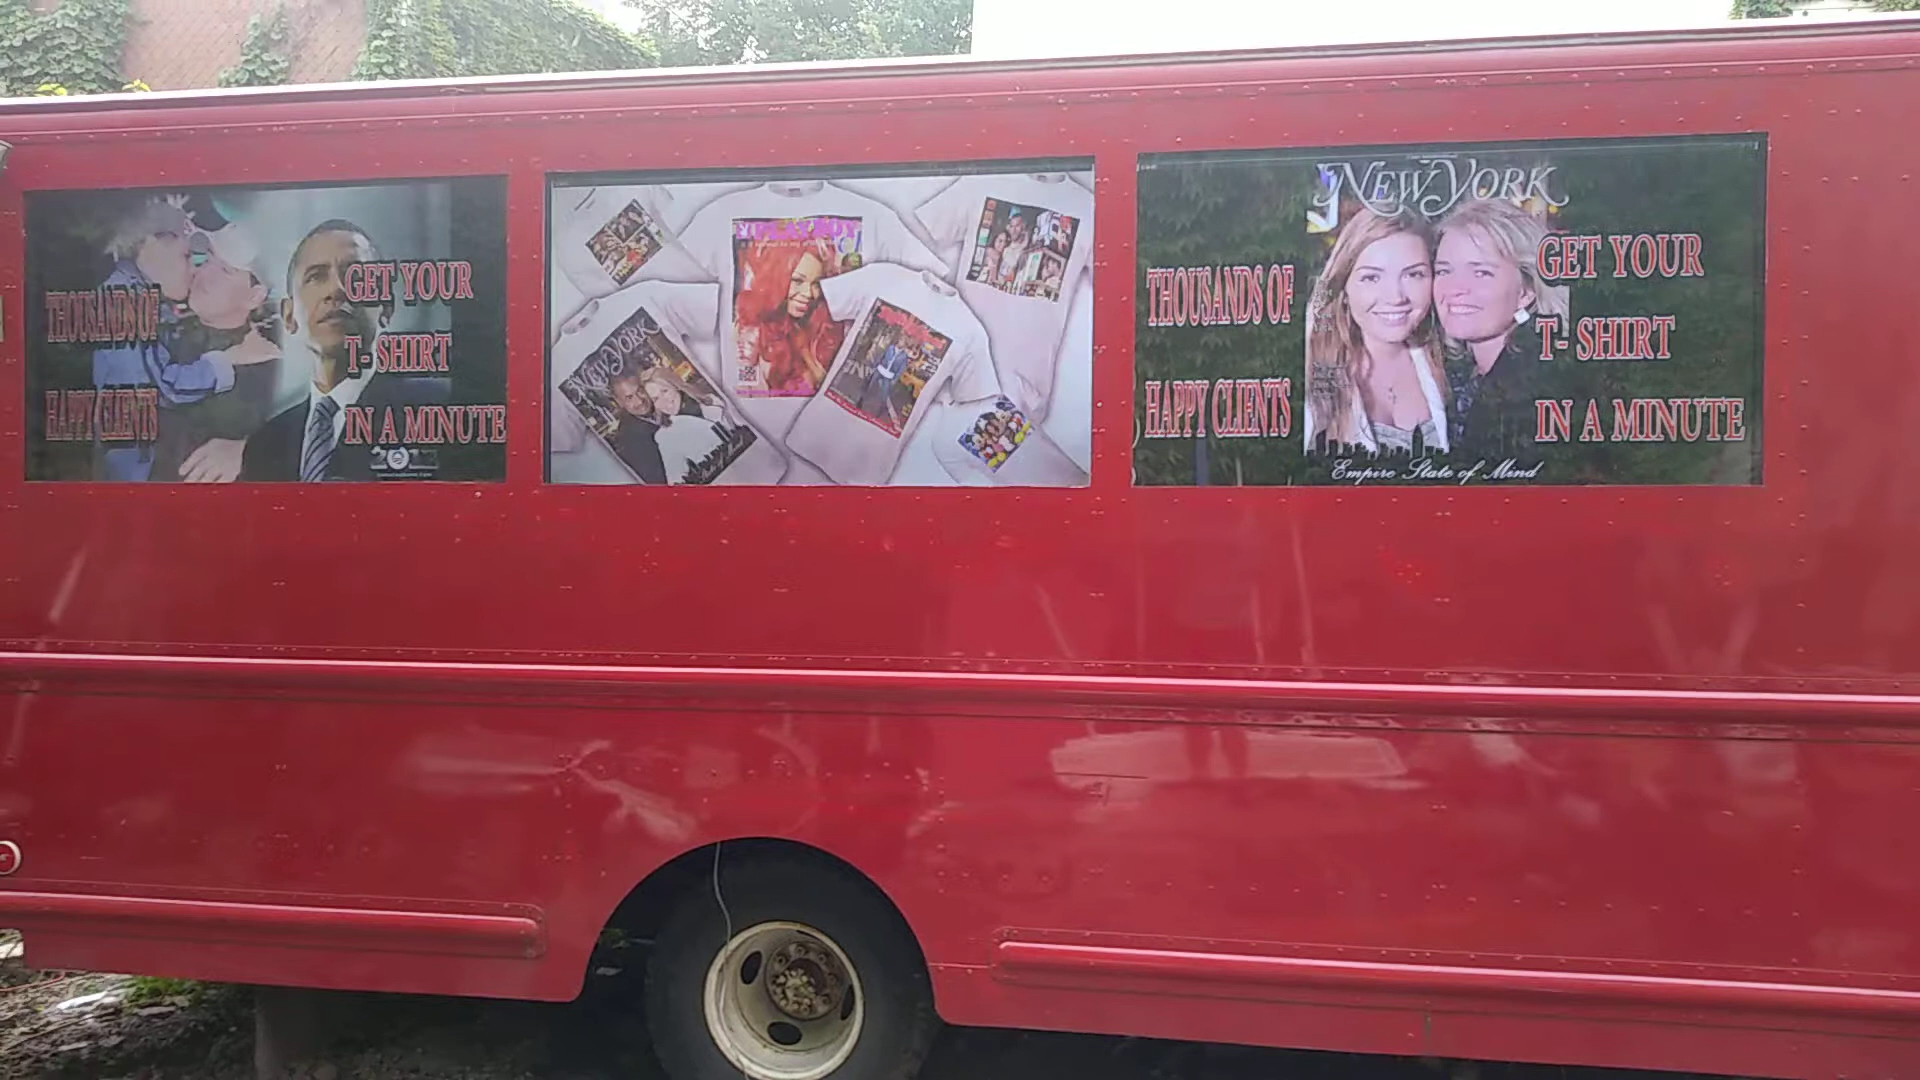 THOUSANDS OF
HAPPY CLIENTS
GET YOUR
T- SHIRT
IN A MINUTE
2012
NEW YORK
PLAYBOY
NEW YORK
THOUSANDS OF
HAPPY CLIENTS
GET YOUR
T- SHIRT
IN A MINUTE
Empire State of Mind